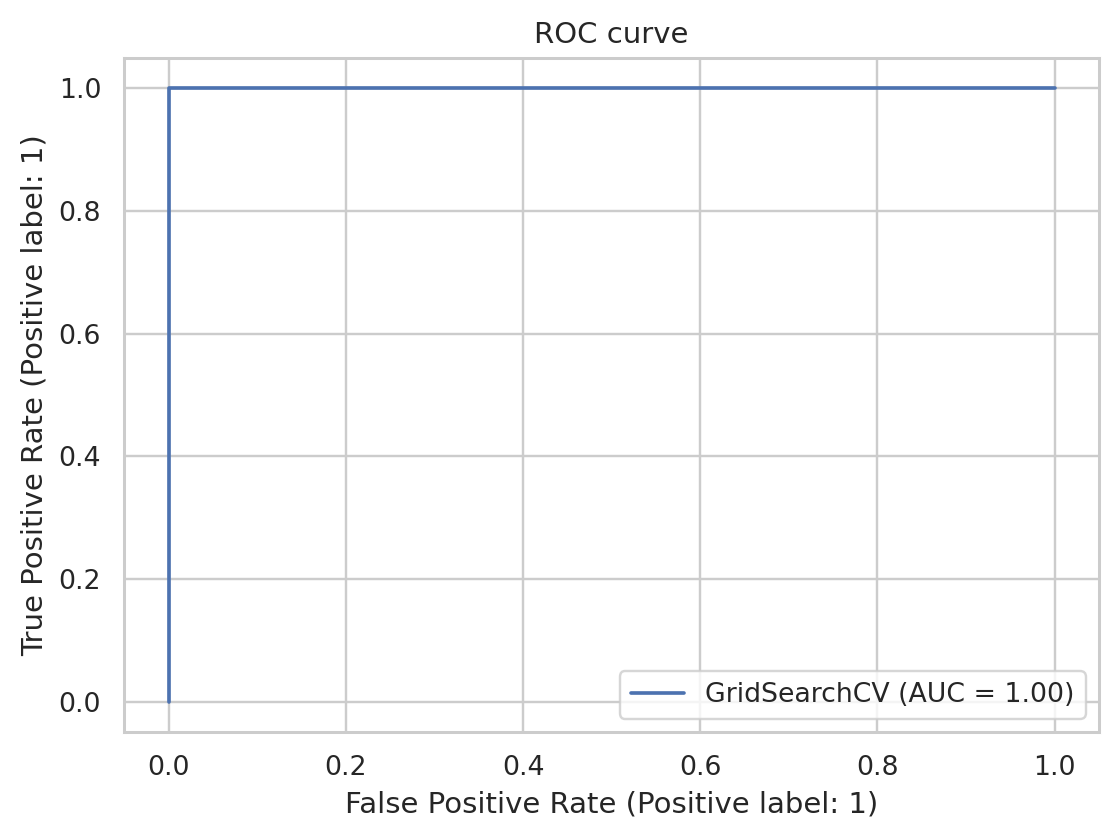 ROC curve
True Positive Rate (Positive label: 1)
1.0
0.8
0.6
0.4
0.2
0.0
GridSearchCV (AUC = 1.00)
0.0 0.2 0.4 0.6 0.8 1.0
False Positive Rate (Positive label: 1)